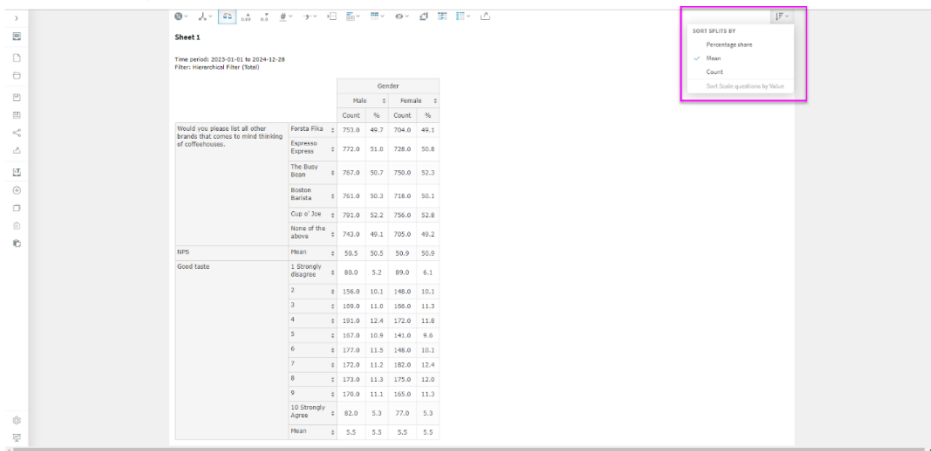 SORT SPLITS BY
Percentage share
Mean
Count
Sort Scale questions by Value
Sheet 1
Time period: 2023-01-01 to 2024-12-28
Filter: Hierarchical Filter (Total)
Gender
Male Female
Count % Count %
Would you please list all other brands that comes to mind thinking of coffeehouses.
Forsta Fika 753.0 49.7 704.0 49.1
Espresso Express 772.0 51.0 728.0 50.8
The Busy Bean 767.0 50.7 750.0 52.3
Boston Barista 761.0 50.3 718.0 50.1
Cup o' Joe 791.0 52.2 756.0 52.8
None of the above 743.0 49.1 705.0 49.2
NPS Mean 50.5 50.5 50.9 50.9
Good taste 1 Strongly disagree 80.0 5.2 89.0 6.1
2 156.0 10.1 148.0 10.1
3 169.0 11.0 166.0 11.3
4 191.0 12.4 172.0 11.8
5 167.0 10.9 141.0 9.6
6 177.0 11.5 148.0 10.1
7 172.0 11.2 182.0 12.4
8 173.0 11.3 175.0 12.0
9 170.0 11.1 165.0 11.3
10 Strongly Agree 82.0 5.3 77.0 5.3
Mean 5.5 5.5 5.5 5.5